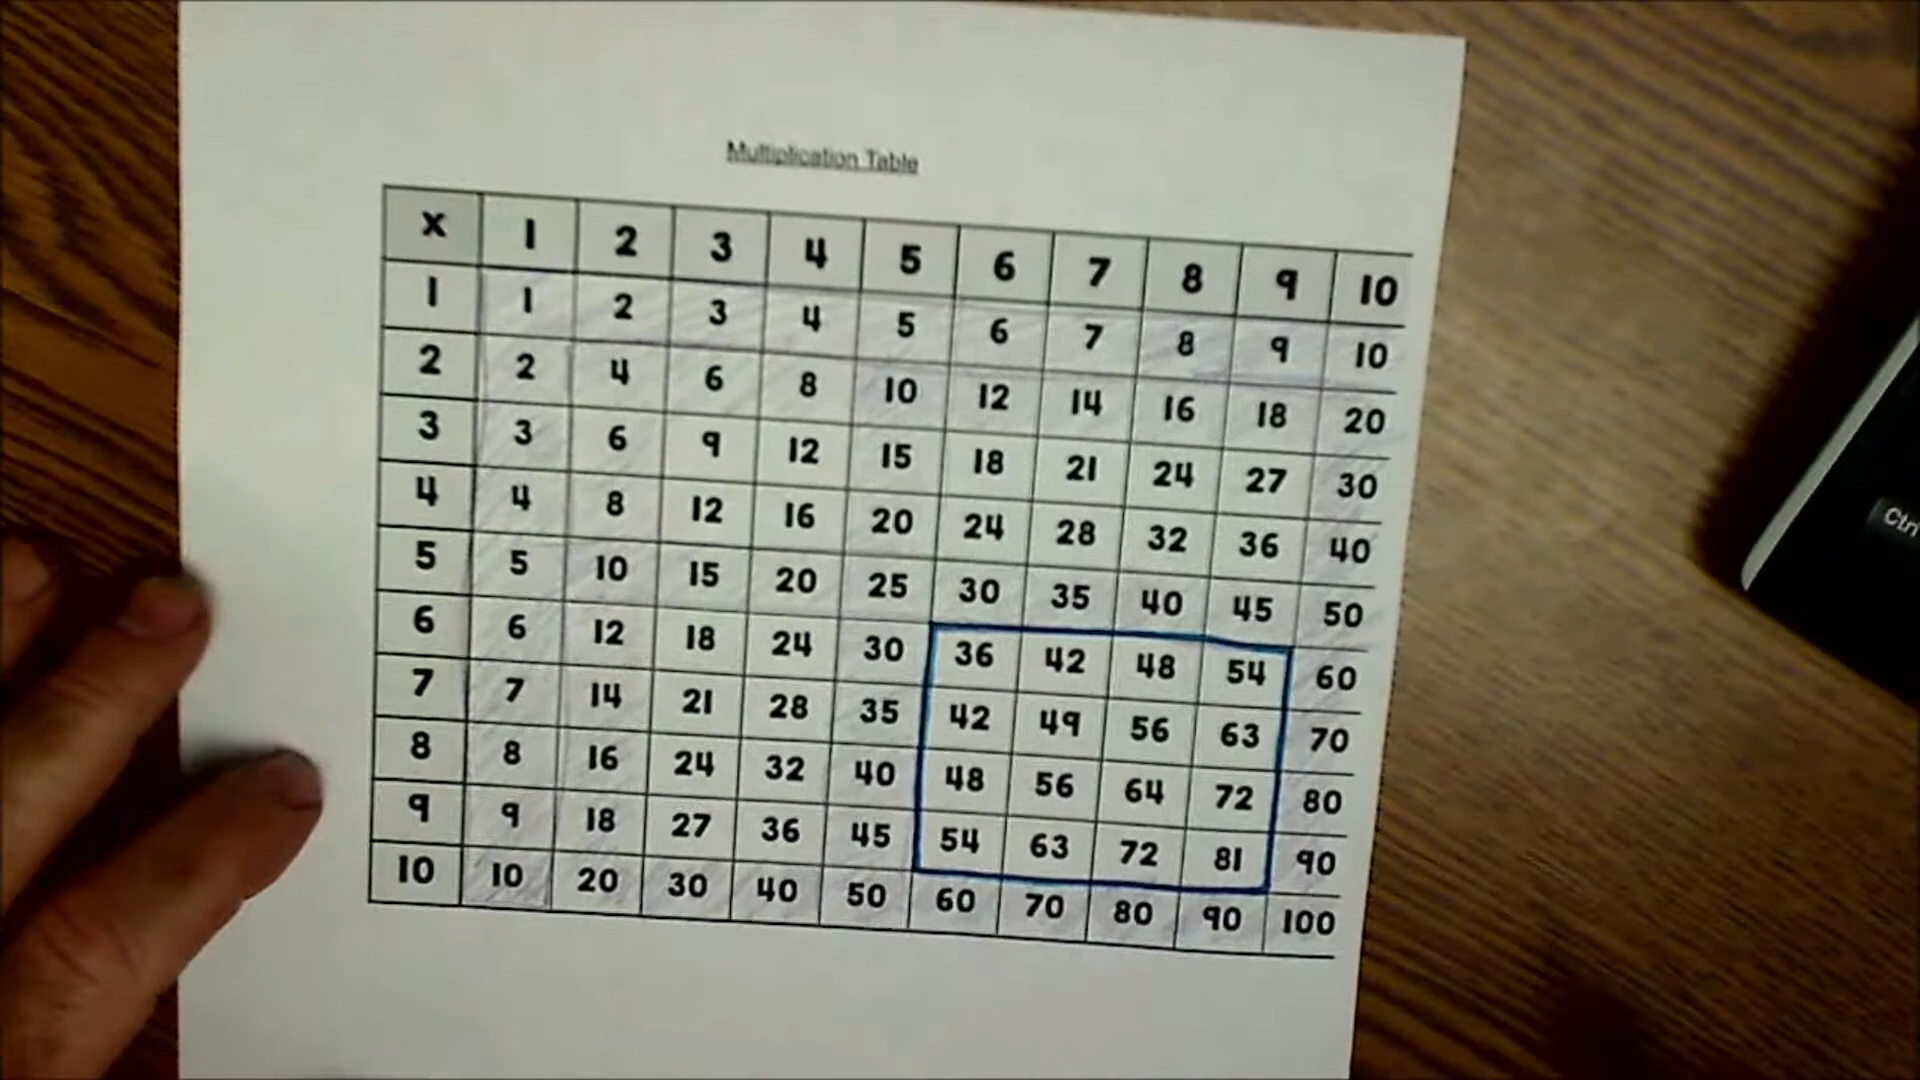 Multiplication Table
x 1 2 3 4 5 6 7 8 9 10
1 1 2 3 4 5 6 7 8 9 10
2 2 4 6 8 10 12 14 16 18 20
3 3 6 9 12 15 18 21 24 27 30
4 4 8 12 16 20 24 28 32 36 40
5 5 10 15 20 25 30 35 40 45 50
6 6 12 18 24 30 36 42 48 54 60
7 7 14 21 28 35 42 49 56 63 70
8 8 16 24 32 40 48 56 64 72 80
9 9 18 27 36 45 54 63 72 81 90
10 10 20 30 40 50 60 70 80 90 100
Ctrl